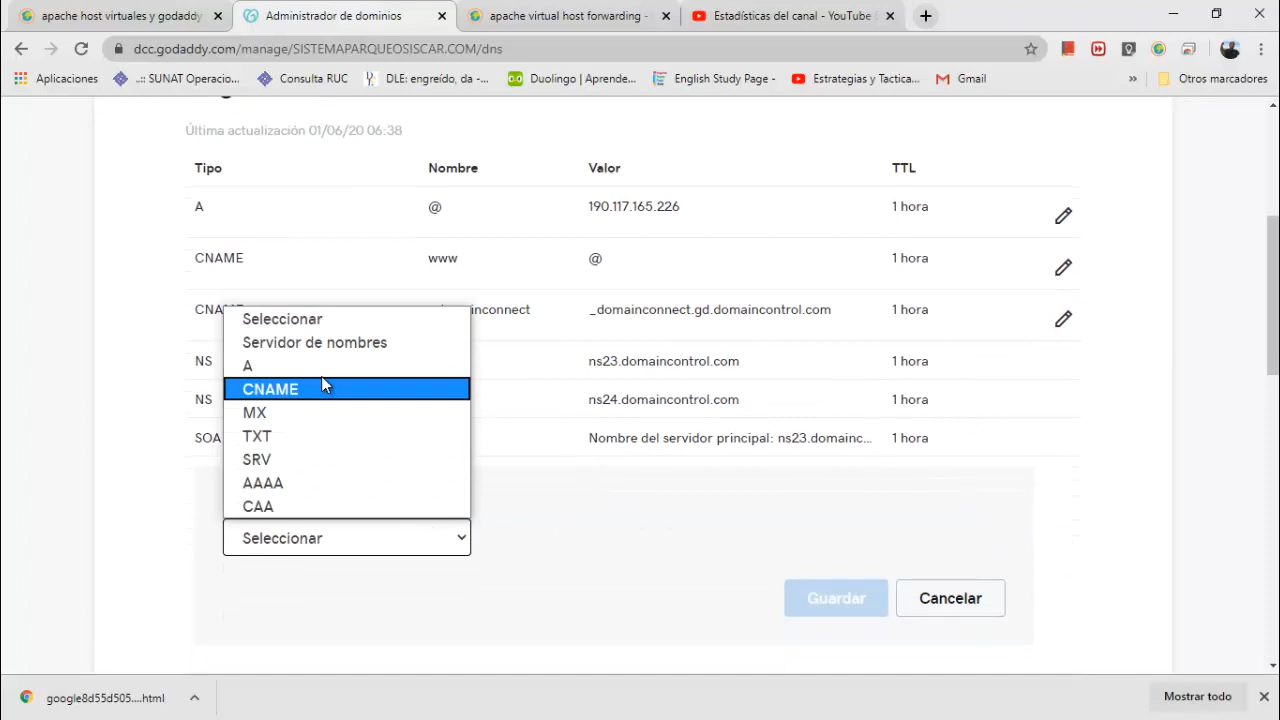 apache host virtuales y godaddy
Administrador de dominios
apache virtual host forwarding -
Estadísticas del canal - YouTube
dcc.godaddy.com/manage/SISTEMAPARQUEOSISCAR.COM/dns
Aplicaciones
..:: SUNAT Operacio...
Consulta RUC
DLE: engreído, da -...
Duolingo | Aprende...
English Study Page -
Estrategias y Tactica...
Gmail
»
Otros marcadores
Última actualización 01/06/20 06:38
Tipo Nombre Valor TTL
A @ 190.117.165.226 1 hora
CNAME www @ 1 hora
inconnect _domainconnect.gd.domaincontrol.com 1 hora
NS ns23.domaincontrol.com 1 hora
NS ns24.domaincontrol.com 1 hora
SOA Nombre del servidor principal: ns23.domainc... 1 hora
Seleccionar
Servidor de nombres
A
CNAME
MX
TXT
SRV
AAAA
CAA
Seleccionar
Guardar
Cancelar
google8d55d505....html
Mostrar todo